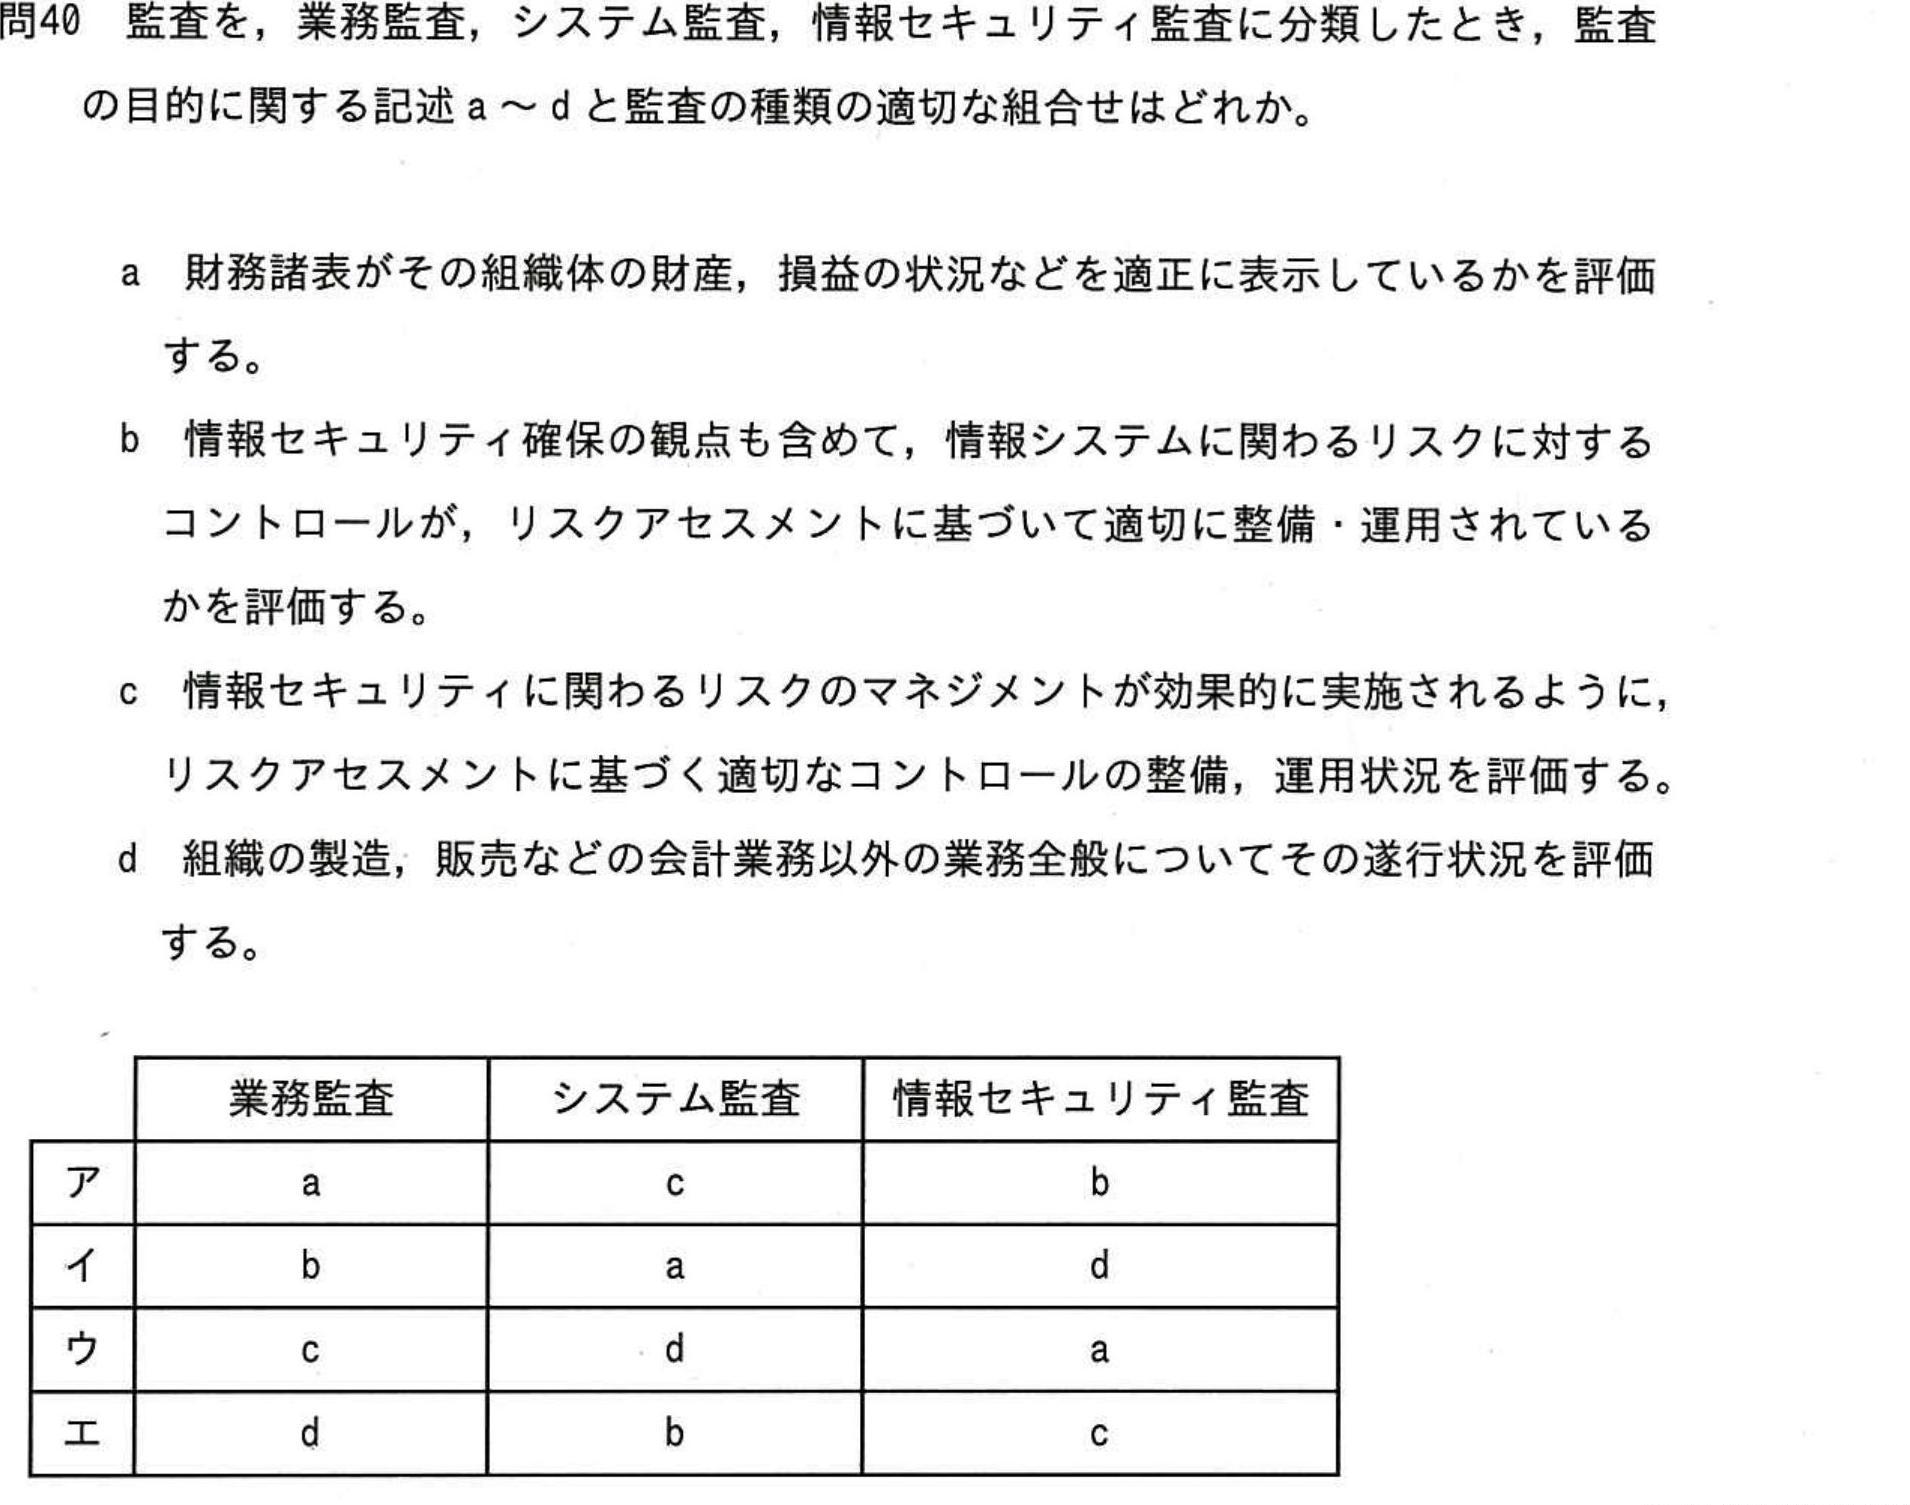 問40 監査を，業務監査，システム監査，情報セキュリティ監査に分類したとき，監査
の目的に関する記述 a ～ d と監査の種類の適切な組合せはどれか。
a 財務諸表がその組織体の財産，損益の状況などを適正に表示しているかを評価
する。
b 情報セキュリティ確保の観点も含めて，情報システムに関わるリスクに対する
コントロールが，リスクアセスメントに基づいて適切に整備・運用されている
かを評価する。
c 情報セキュリティに関わるリスクのマネジメントが効果的に実施されるように，
リスクアセスメントに基づく適切なコントロールの整備，運用状況を評価する。
d 組織の製造，販売などの会計業務以外の業務全般についてその遂行状況を評価
する。
業務監査 システム監査 情報セキュリティ監査
ア a c b
イ b a d
ウ c d a
エ d b c